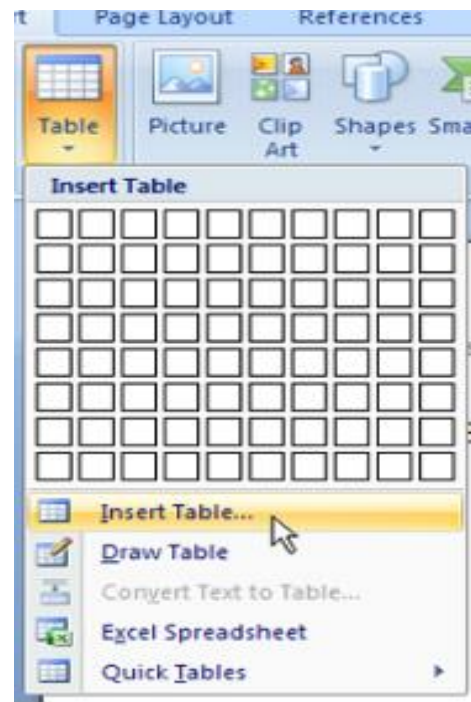 Page Layout References
Table Picture Clip Art Shapes
Insert Table
Insert Table...
Draw Table
Convert Text to Table...
Excel Spreadsheet
Quick Tables